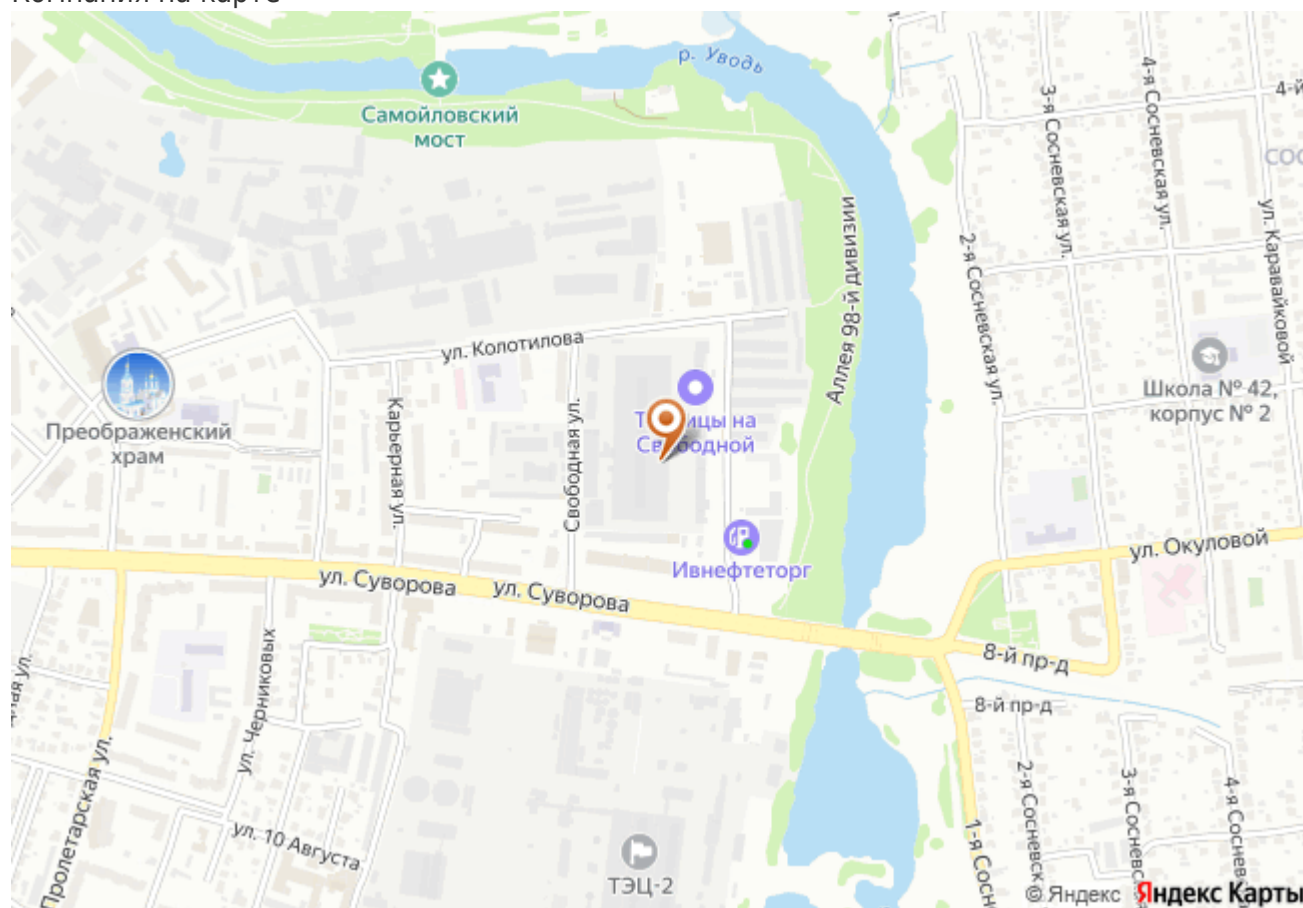 р. Уводь
Самойловский
мост
4-я Сосневская ул.
3-я Сосневская ул.
2-я Сосневская ул.
ул. Каравайковой
Аллея 98-й дивизии
ул. Колотилова
Школа № 42,
корпус № 2
Преображенский
храм
Карьерная ул.
Свободная ул.
Ивнефтеторг
ул. Окуловой
ул. Суворова
ул. Суворова
8-й пр-д
8-й пр-д
ул. Черниковых
Пролетарская ул.
ул. 10 Августа
ТЭЦ-2
© Яндекс Яндекс Карты